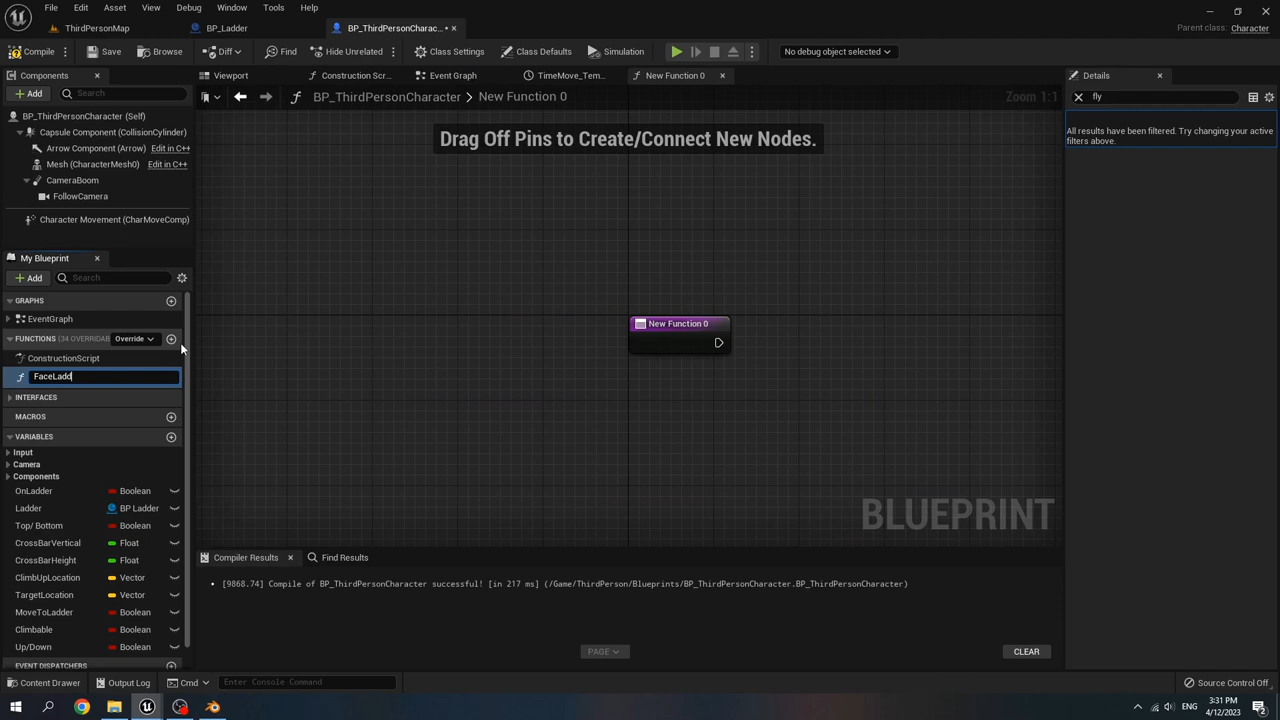 File Edit Asset View Debug Window Tools Help
Parent class: Character
ThirdPersonMap
BP_Ladder
BP_ThirdPersonCharac... •
Compile
Save
Browse
Diff
Find
Hide Unrelated
Class Settings
Class Defaults
Simulation
No debug object selected
Components
Viewport
Construction Scr...
Event Graph
TimeMove_Tem...
New Function 0
Details
Add
Search
BP_ThirdPersonCharacter > New Function 0
Zoom 1:1
fly
BP_ThirdPersonCharacter (Self)
Capsule Component (CollisionCylinder)
Arrow Component (Arrow) Edit in C++
Mesh (CharacterMesh0) Edit in C++
CameraBoom
FollowCamera
Character Movement (CharMoveComp)
Drag Off Pins to Create/Connect New Nodes.
All results have been filtered. Try changing your active
filters above.
My Blueprint
Add
Search
GRAPHS
EventGraph
FUNCTIONS (34 OVERRIDAB
Override
ConstructionScript
FaceLadd
INTERFACES
MACROS
VARIABLES
Input
Camera
Components
OnLadder Boolean
Ladder BP Ladder
Top/ Bottom Boolean
CrossBarVertical Float
CrossBarHeight Float
ClimbUpLocation Vector
TargetLocation Vector
MoveToLadder Boolean
Climbable Boolean
Up/Down Boolean
EVENT DISPATCHERS
New Function 0
BLUEPRINT
Compiler Results
Find Results
[9868.74] Compile of BP_ThirdPersonCharacter successful! [in 217 ms] (/Game/ThirdPerson/Blueprints/BP_ThirdPersonCharacter.BP_ThirdPersonCharacter)
PAGE
CLEAR
Content Drawer
Output Log
Cmd
Enter Console Command
Source Control Off
ENG
3:31 PM
4/12/2023
2